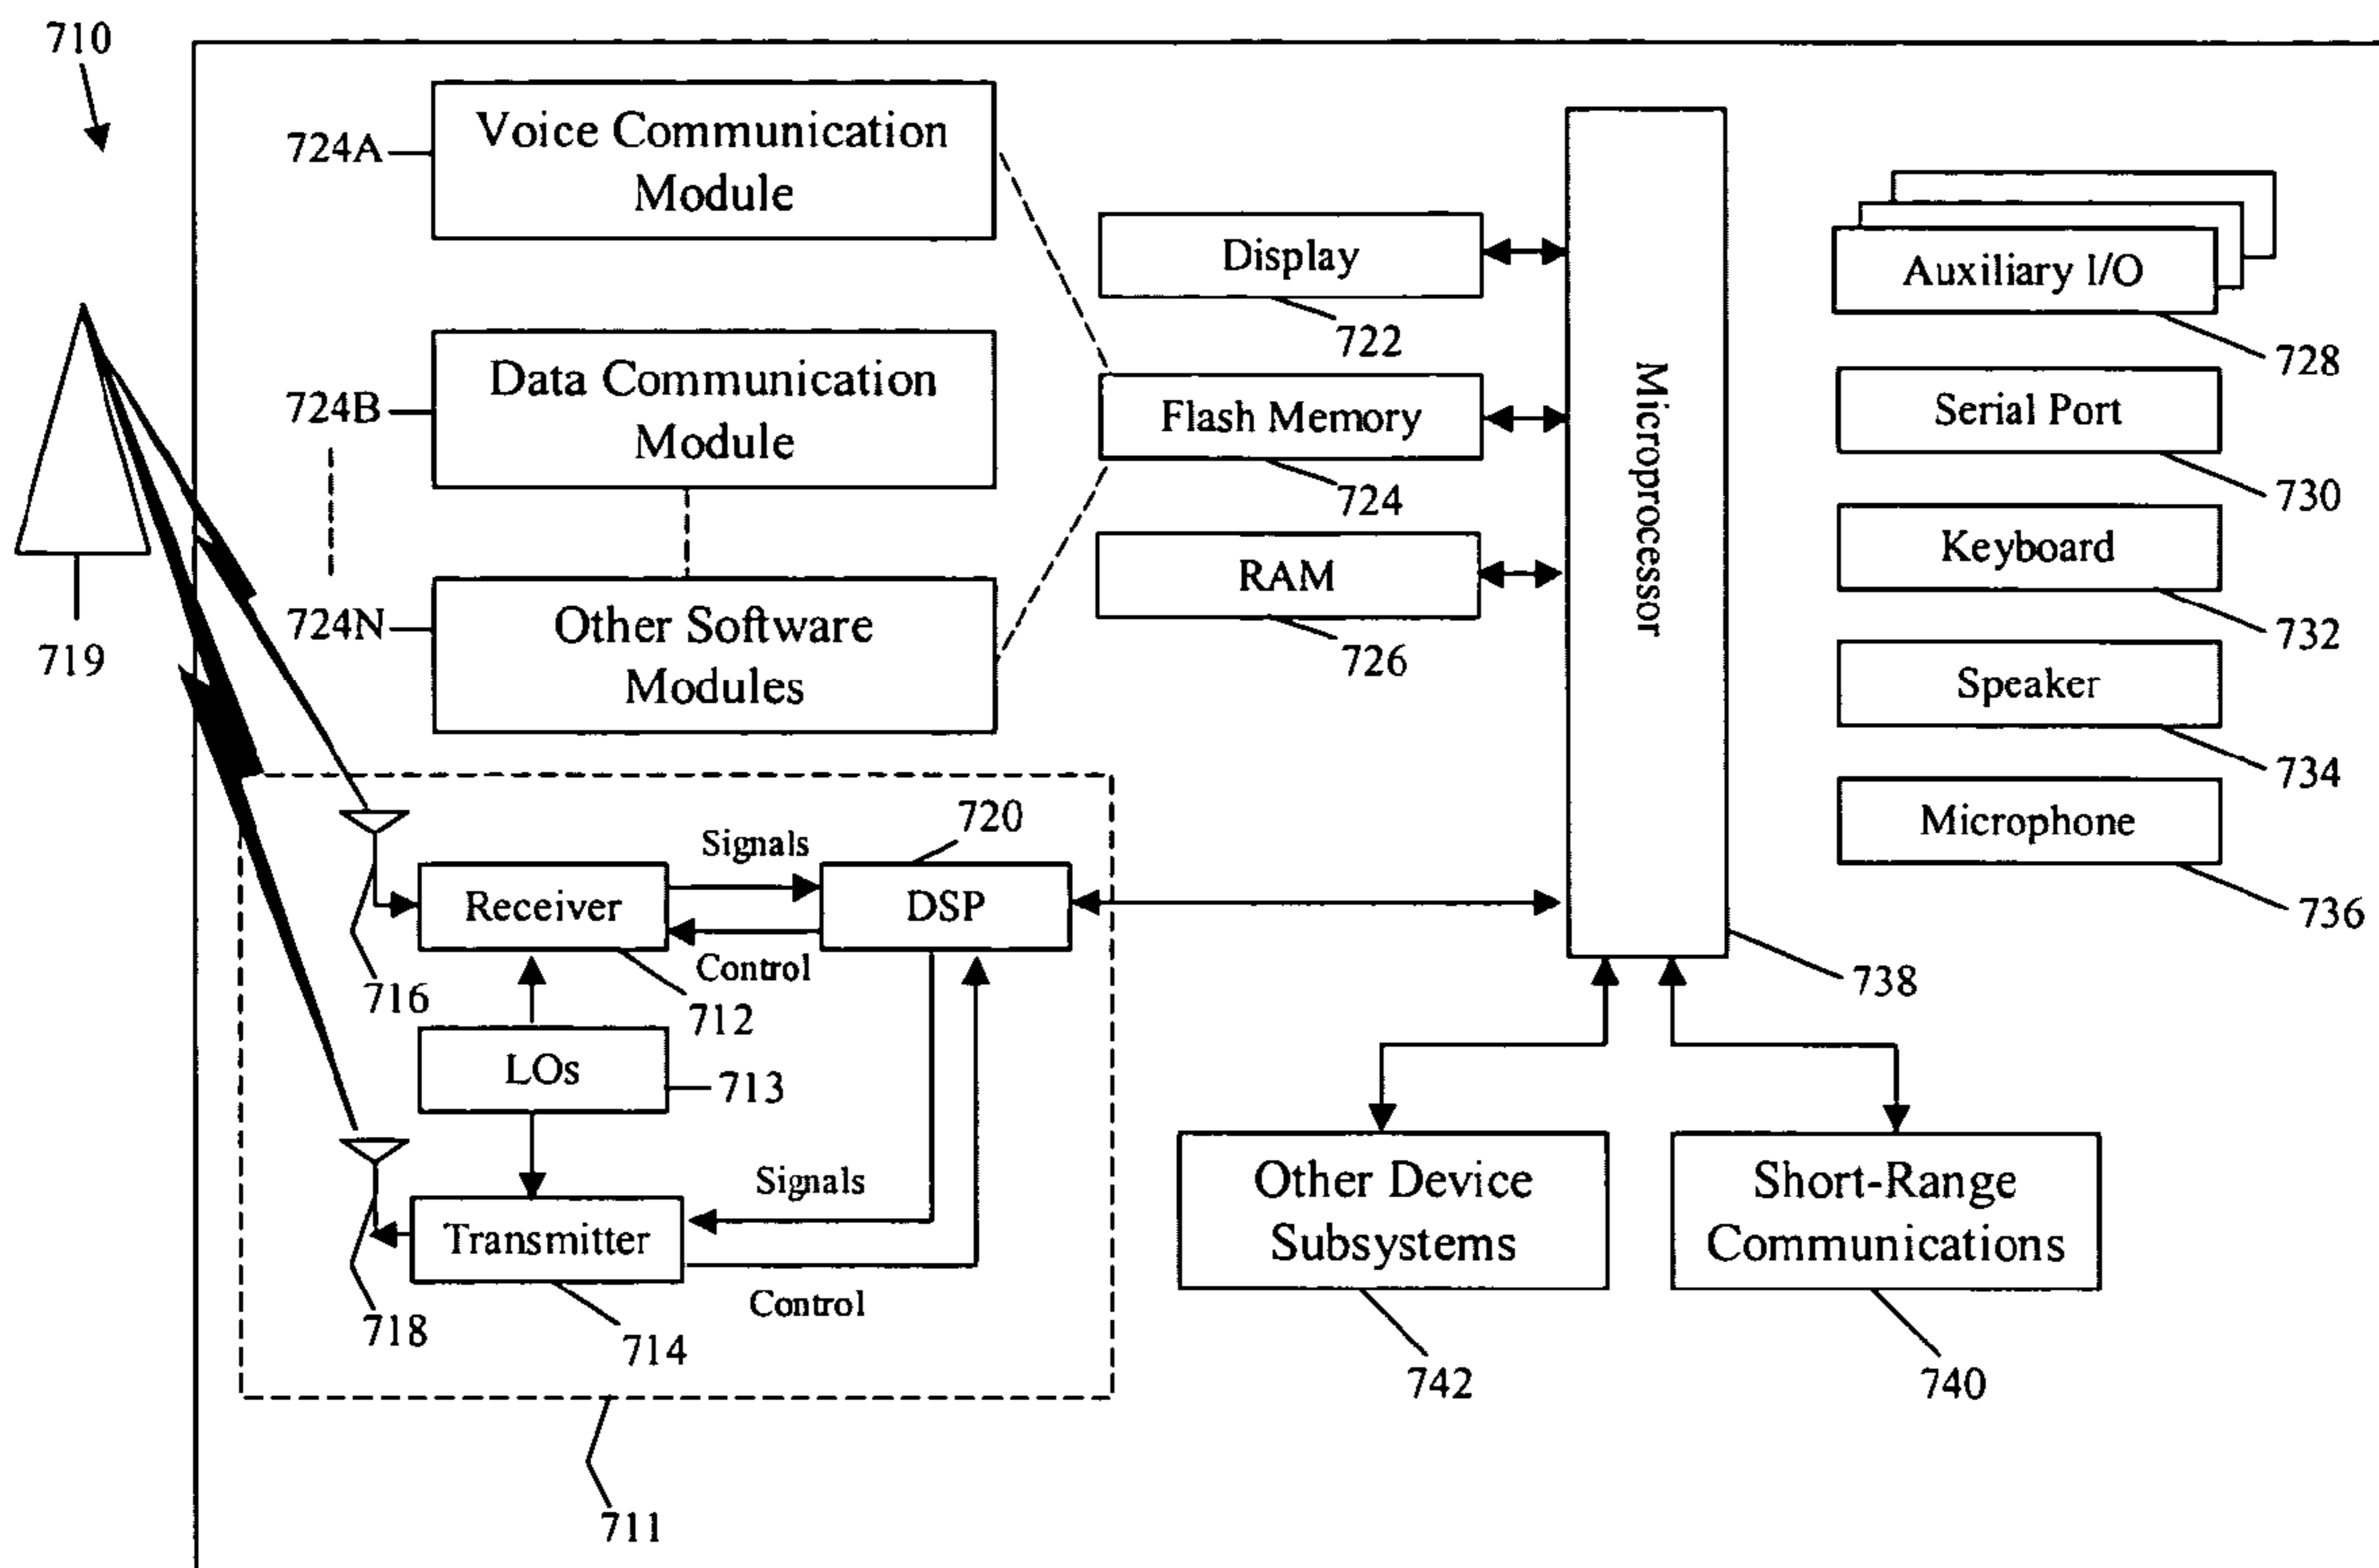 710
724A
Voice Communication
Module
724B
Data Communication
Module
724N
Other Software
Modules
719
Display
722
Flash Memory
724
RAM
726
Microprocessor
738
Auxiliary I/O
728
Serial Port
730
Keyboard
732
Speaker
734
Microphone
736
Signals
720
Receiver
DSP
Control
716
712
LOs
713
Signals
Transmitter
Control
718
714
711
Other Device
Subsystems
742
Short-Range
Communications
740